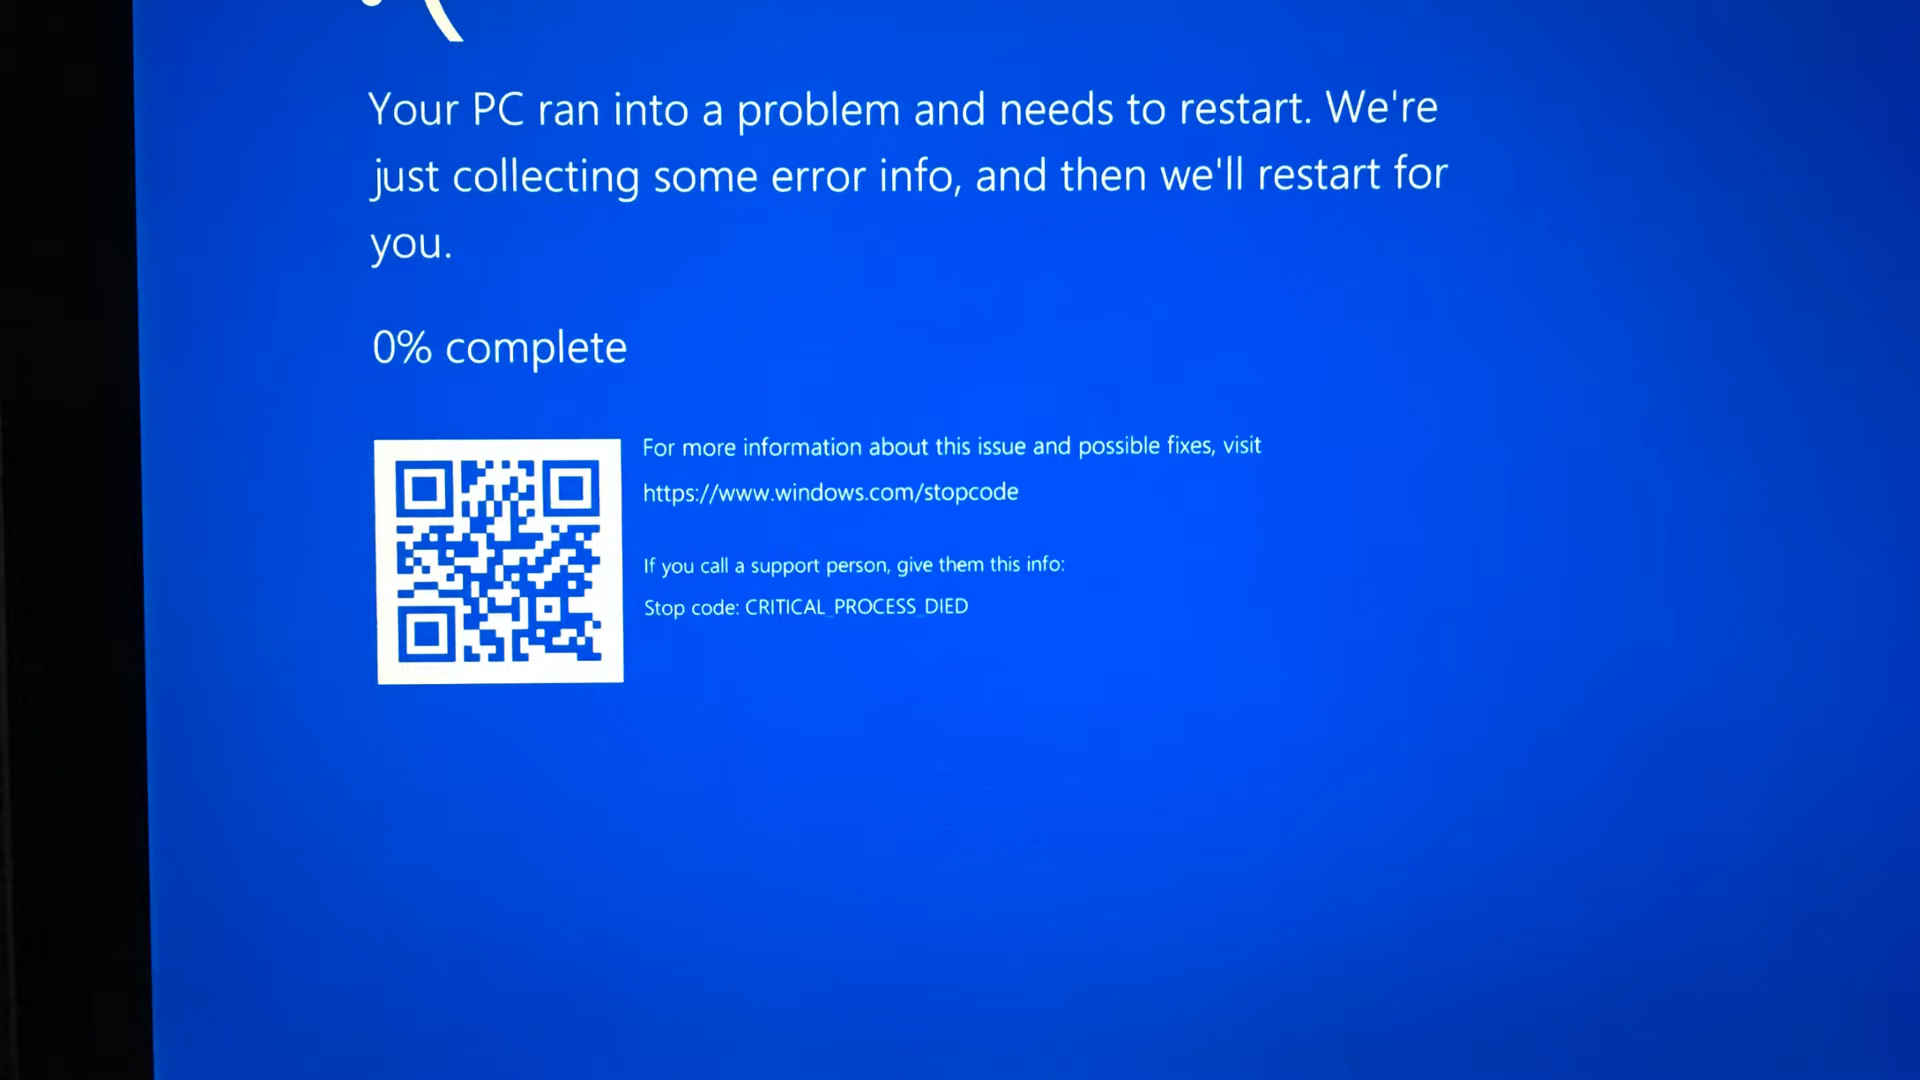 Your PC ran into a problem and needs to restart. We're
just collecting some error info, and then we'll restart for
you.
0% complete
For more information about this issue and possible fixes, visit
https://www.windows.com/stopcode
If you call a support person, give them this info:
Stop code: CRITICAL_PROCESS_DIED